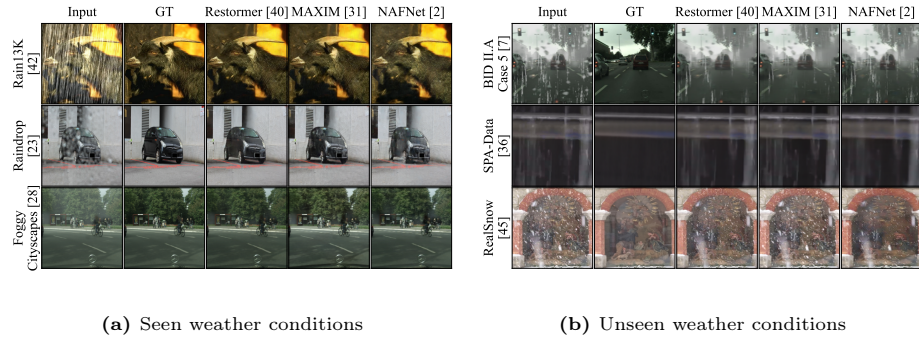 Input GT Restormer [40] MAXIM [31] NAFNet [2]
Rain13K
[42]
Raindrop
[23]
Foggy
Cityscapes [28]
(a) Seen weather conditions
Input GT Restormer [40] MAXIM [31] NAFNet [2]
BID II.A
Case 5 [7]
SPA-Data
[36]
RealSnow
[45]
(b) Unseen weather conditions